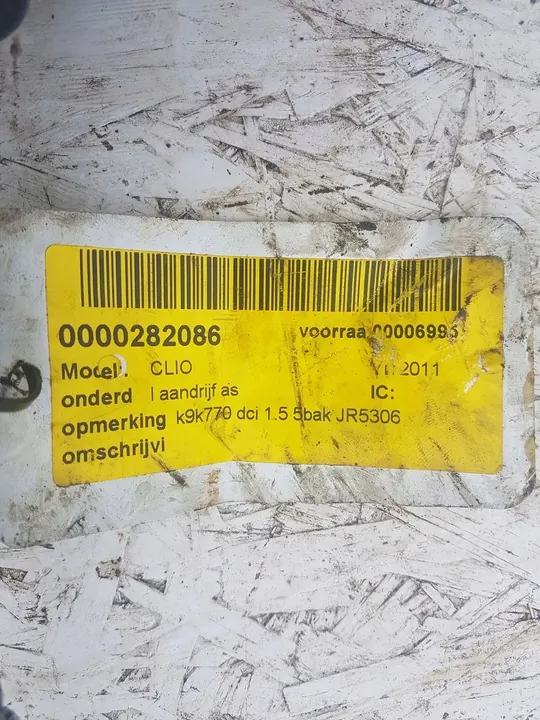 0000282086 voorraa 00006995
Model: CLIO 2011
onderd l aandrijf as IC:
opmerking k9k770 dci 1.5 5bak JR5306
omschrijvi